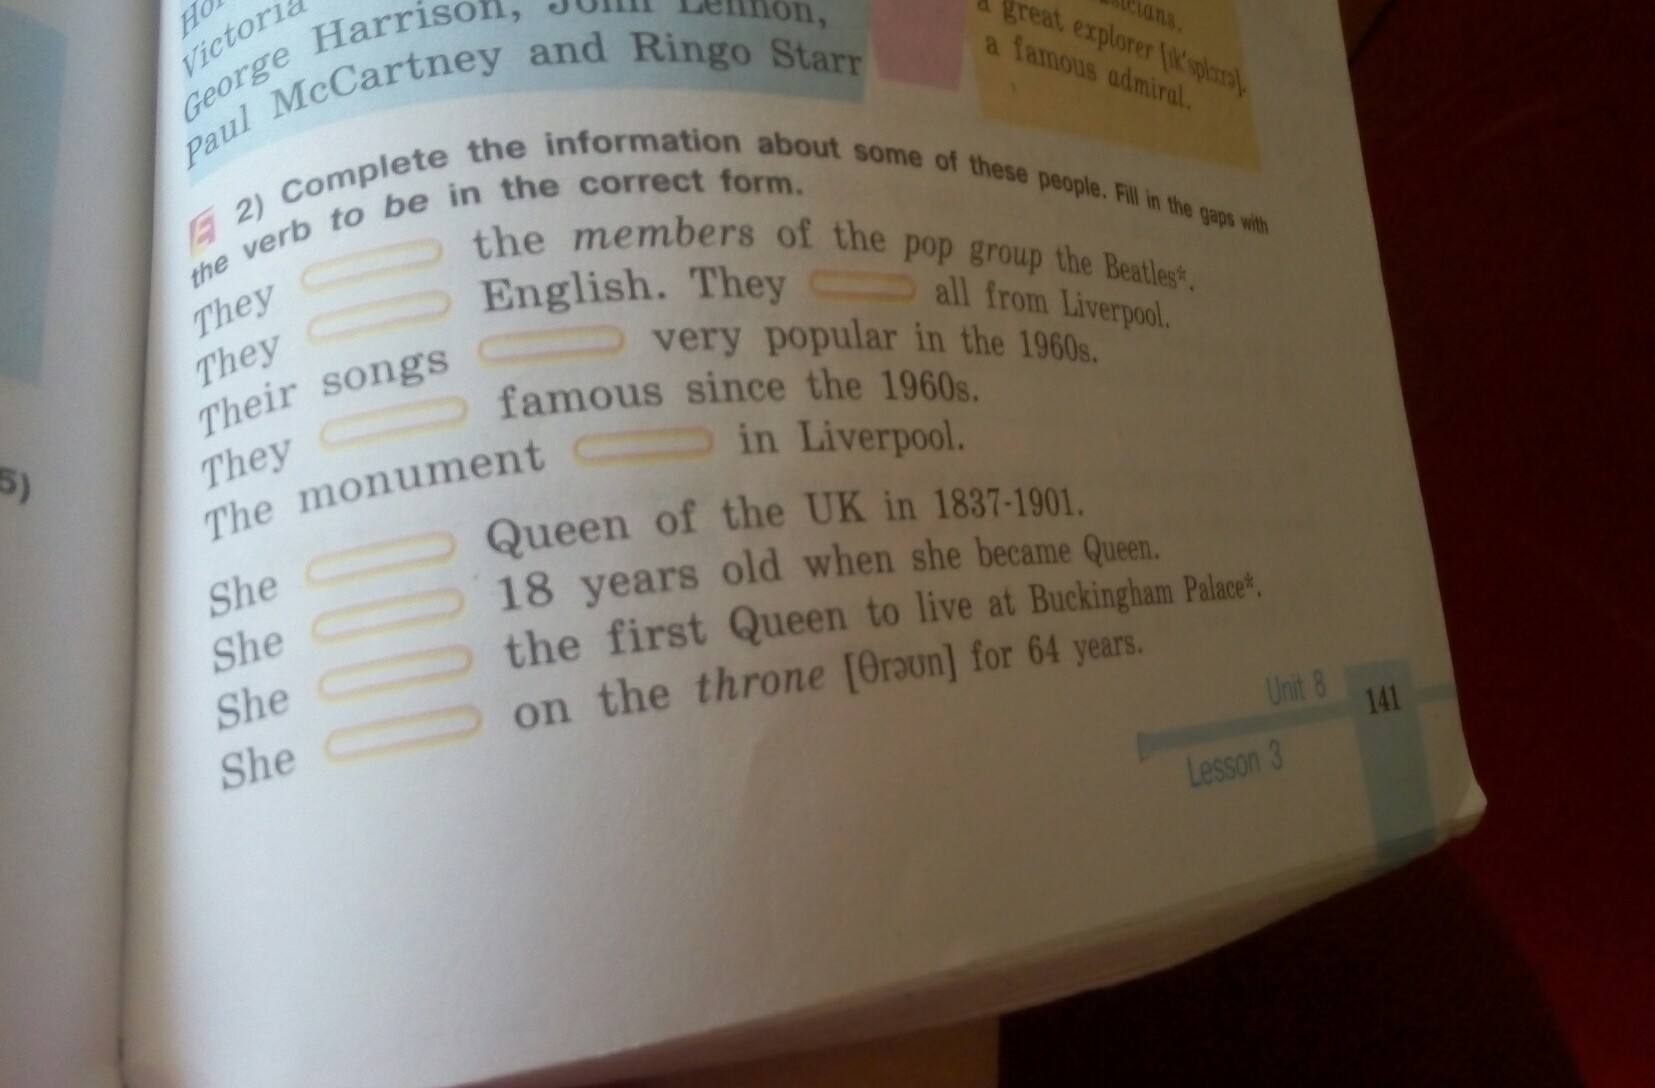 Victoria
George Harrison, John Lennon,
Paul McCartney and Ringo Starr
a great explorer [ɪk'splɔːrə],
a famous admiral.
2) Complete the information about some of these people. Fill in the gaps with
the verb to be in the correct form.
They the members of the pop group the Beatles*.
They English. They all from Liverpool.
Their songs very popular in the 1960s.
They famous since the 1960s.
The monument in Liverpool.
She Queen of the UK in 1837-1901.
She 18 years old when she became Queen.
She the first Queen to live at Buckingham Palace*.
She on the throne [θrəʊn] for 64 years.
5)
Unit 8
141
Lesson 3